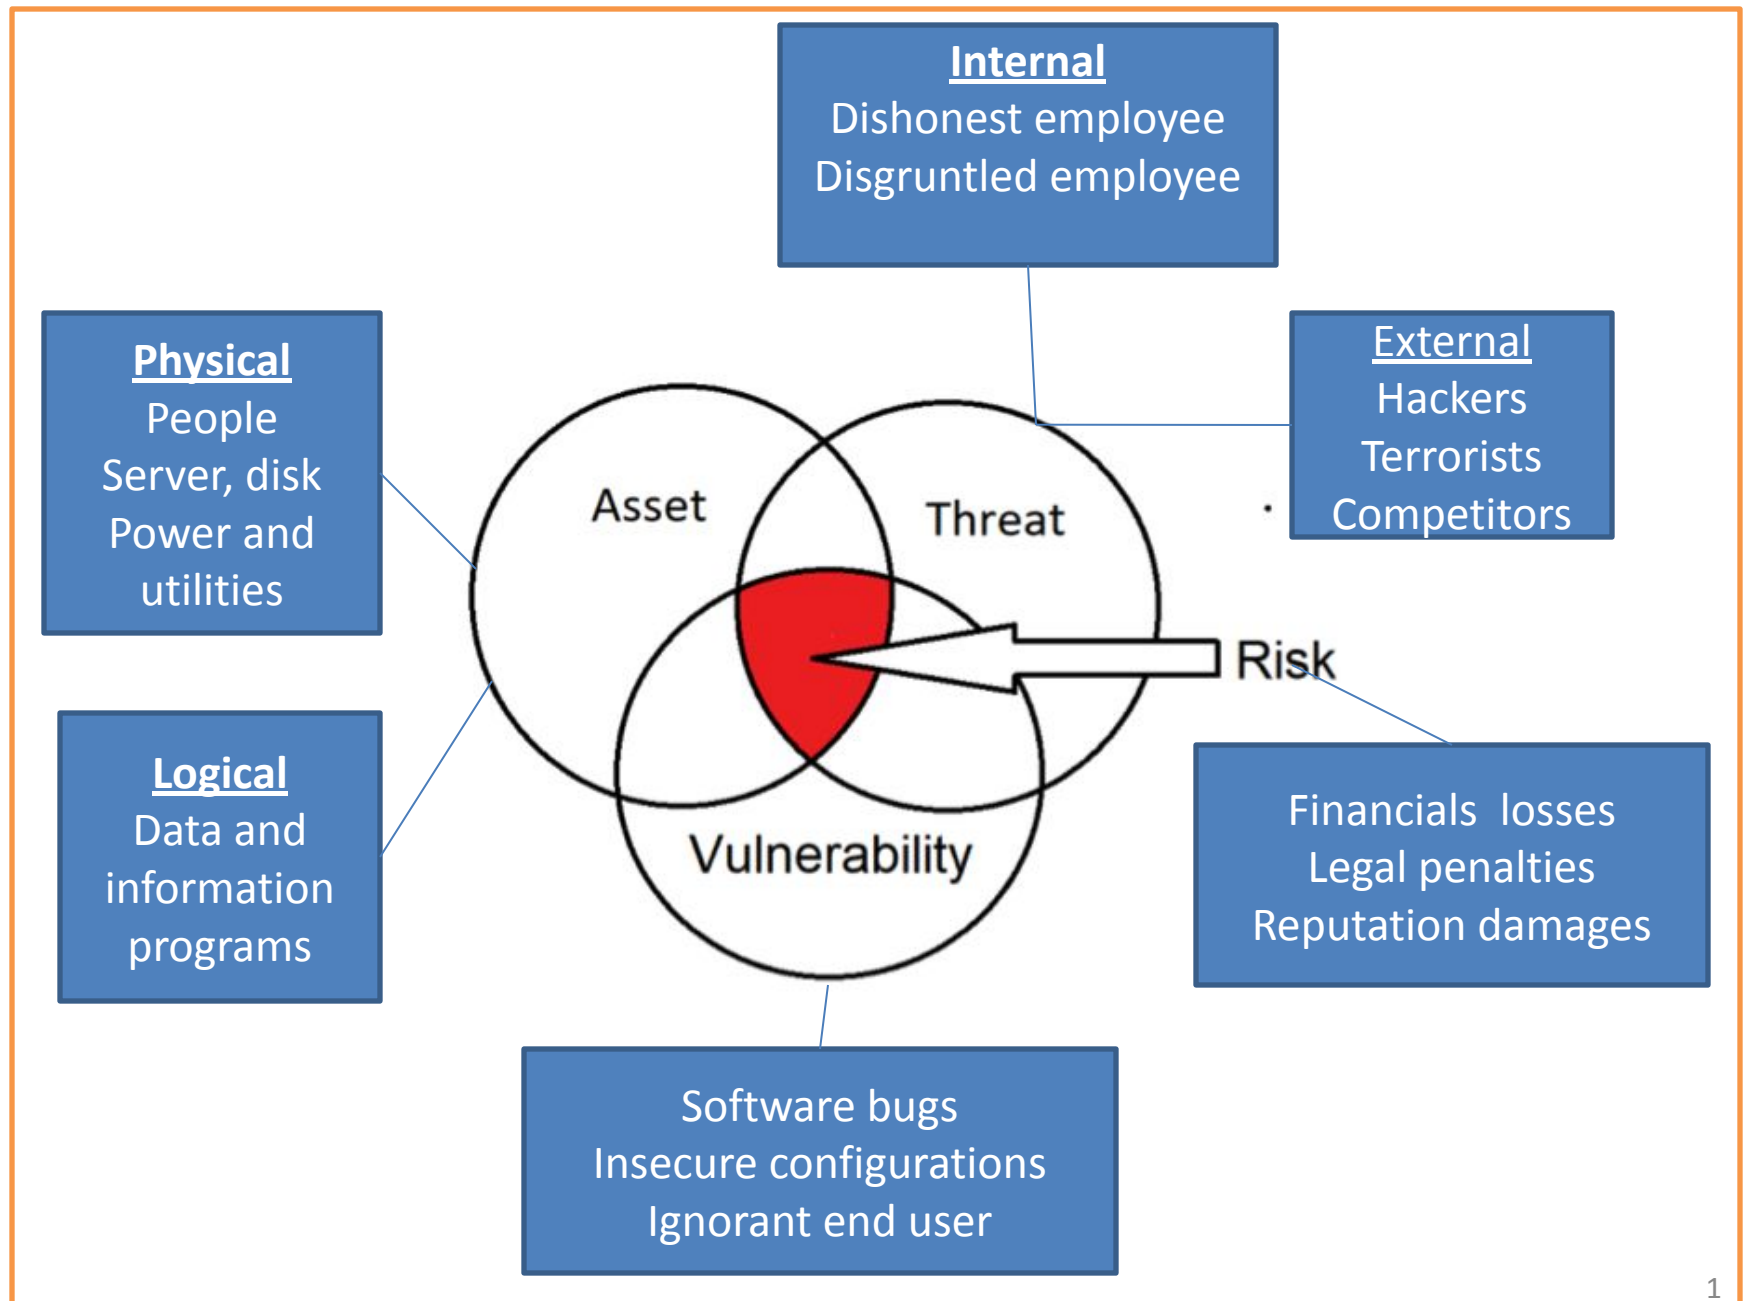 Internal
Dishonest employee
Disgruntled employee
Physical
People
Server, disk
Power and
utilities
External
Hackers
Terrorists
Competitors
Asset
Threat
.
Risk
Logical
Data and
information
programs
Vulnerability
Financials  losses
Legal penalties
Reputation damages
Software bugs
Insecure configurations
Ignorant end user
1